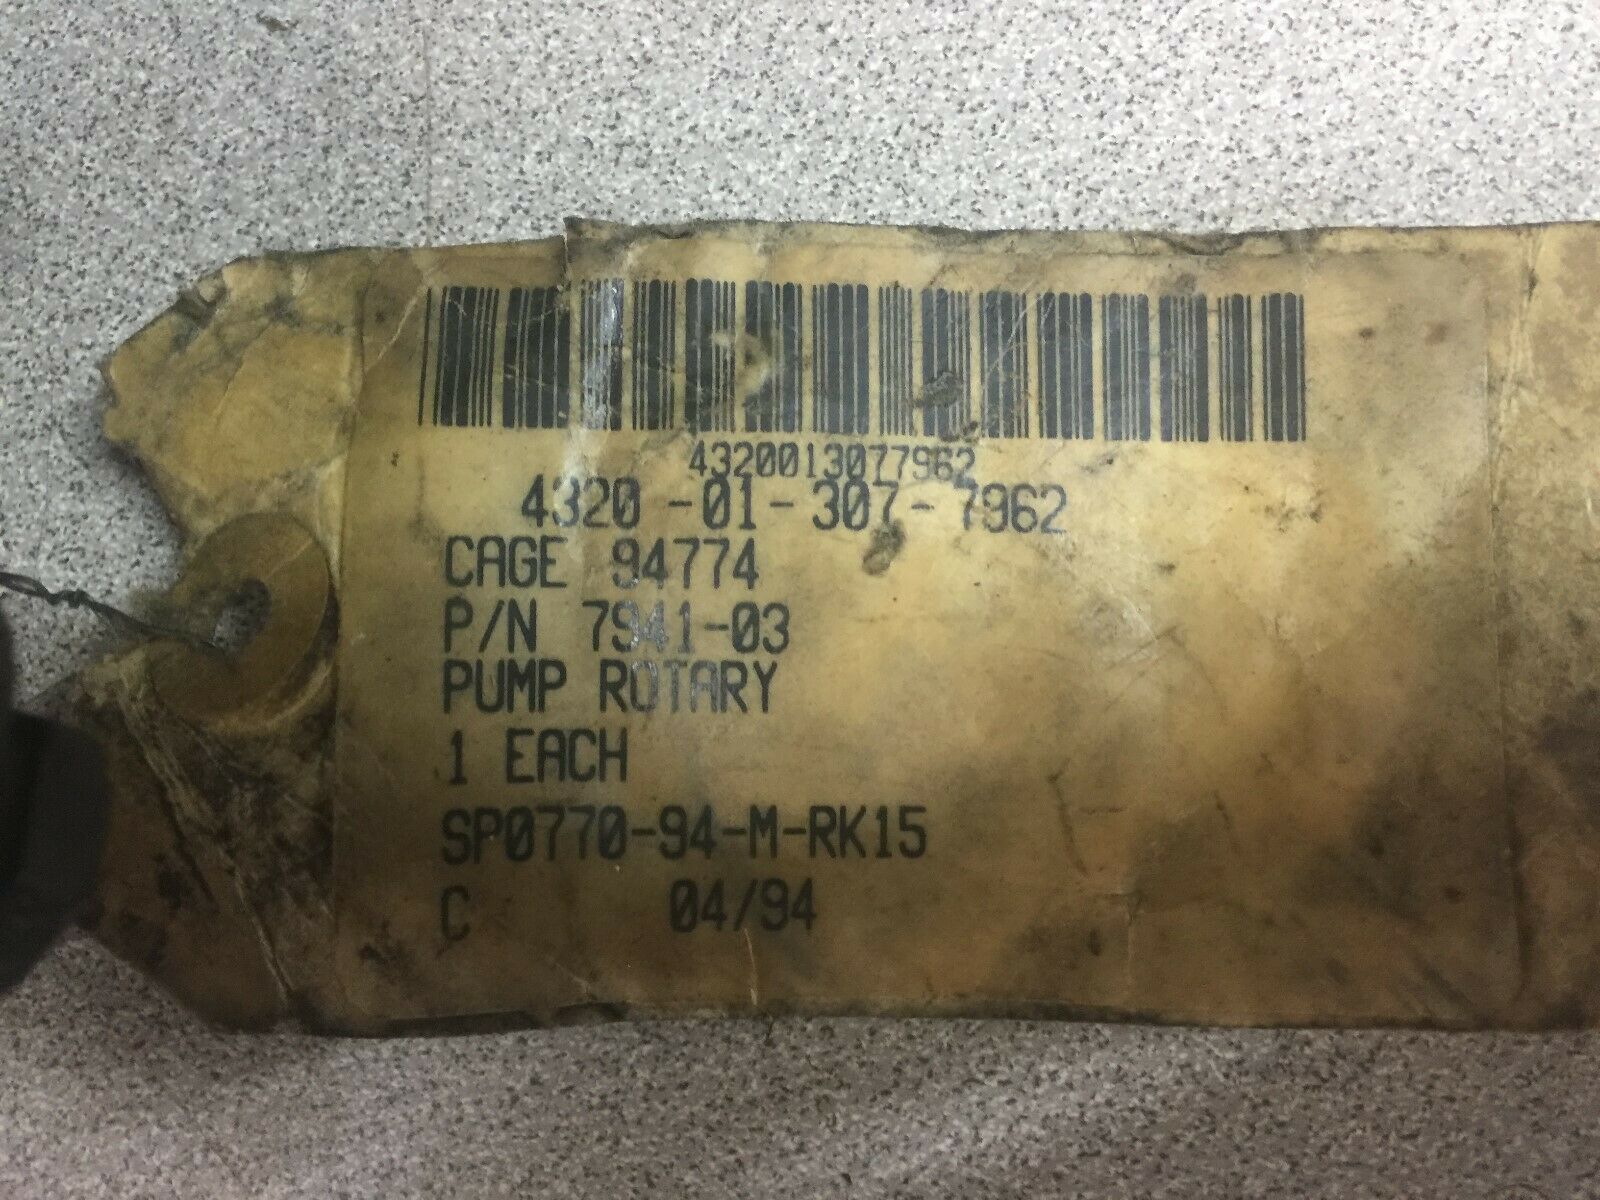 4320013077962
4320-01-307-7962
CAGE 94774
P/N 7941-03
PUMP ROTARY
1 EACH
SP0770-94-M-RK15
C 04/94